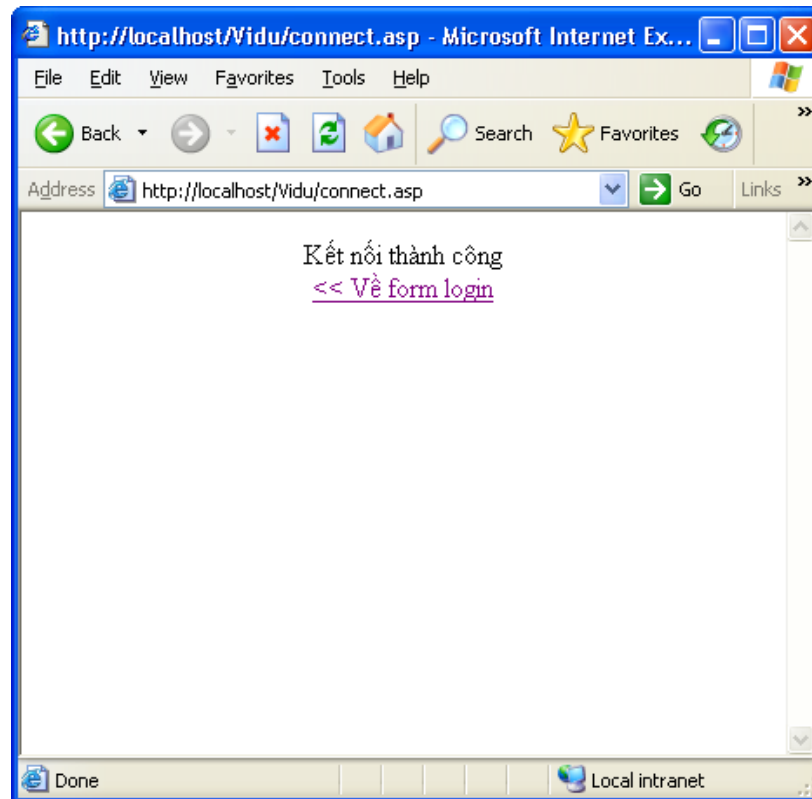 http://localhost/Vidu/connect.asp - Microsoft Internet Ex...
File Edit View Favorites Tools Help
Back Search Favorites »
Address http://localhost/Vidu/connect.asp Go Links »
Kết nối thành công
<< Về form login
Done Local intranet